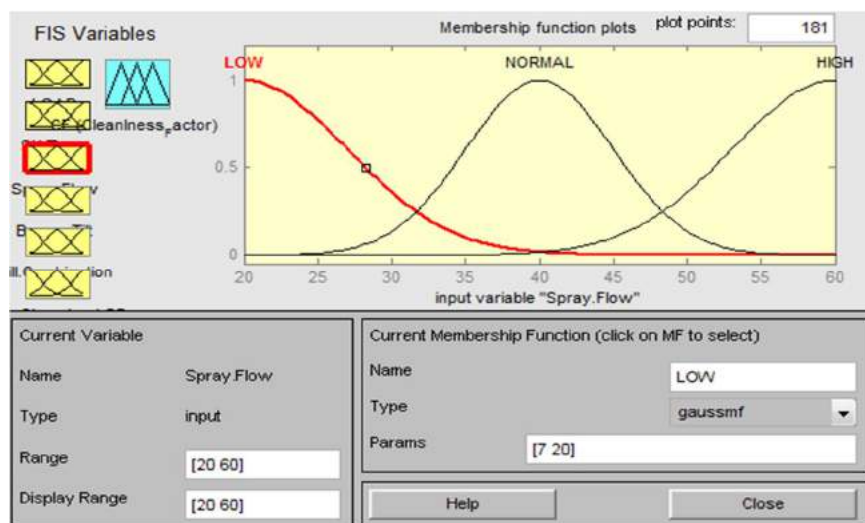 FIS Variables
Membership function plots
plot points:
181
LOW
NORMAL
HIGH
1
0.5
0
CF (CleanIness_Factor)
20 25 30 35 40 45 50 55 60
input variable "Spray.Flow"
Current Variable
Name Spray.Flow
Type input
Range [20 60]
Display Range [20 60]
Current Membership Function (click on MF to select)
Name LOW
Type gaussmf
Params [7 20]
Help Close